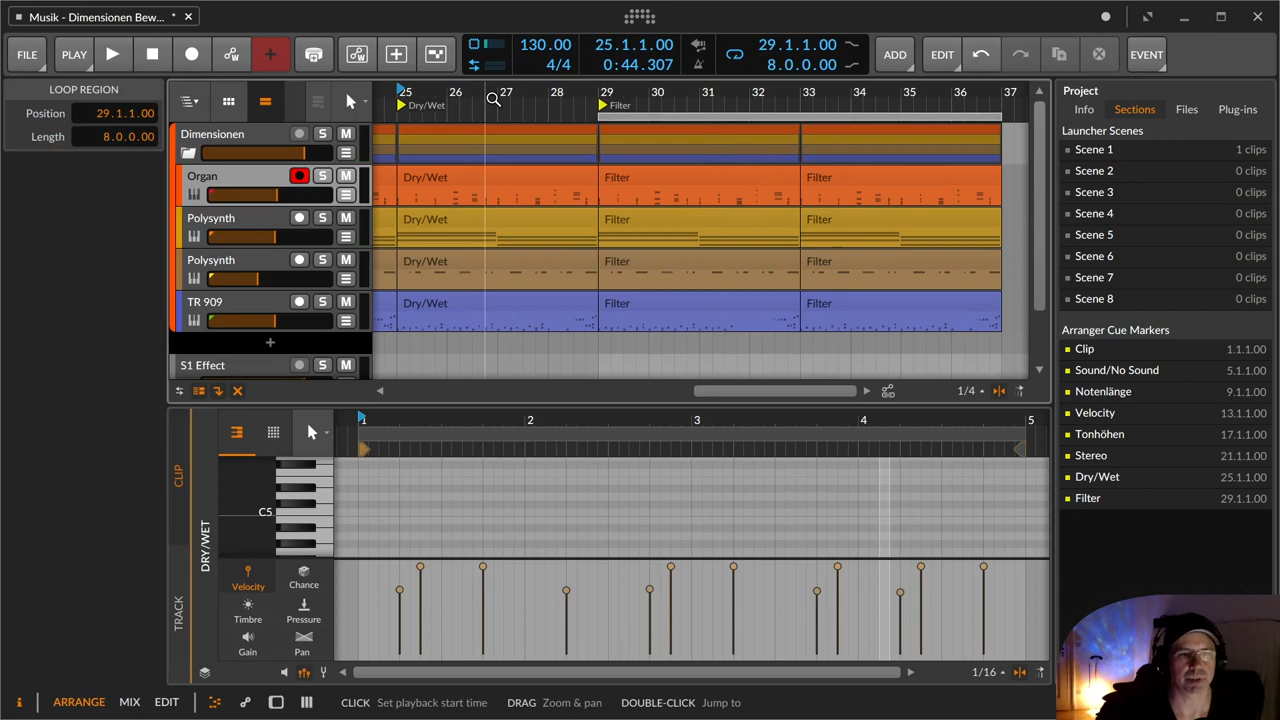 Musik - Dimensionen Bew... *
FILE PLAY 130.00 25.1.1.00 29.1.1.00 ADD EDIT EVENT
4/4 0:44.307 8.0.0.00
LOOP REGION
Position 29.1.1.00
Length 8.0.0.00
25 26 27 28 29 30 31 32 33 34 35 36 37
Dry/Wet Filter
Dimensionen S M
Organ S M Dry/Wet Filter Filter
Polysynth S M Dry/Wet Filter Filter
Polysynth S M Dry/Wet Filter Filter
TR 909 S M Dry/Wet Filter Filter
+
S1 Effect S M
1/4
Project
Info Sections Files Plug-ins
Launcher Scenes
Scene 1 1 clips
Scene 2 0 clips
Scene 3 0 clips
Scene 4 0 clips
Scene 5 0 clips
Scene 6 0 clips
Scene 7 0 clips
Scene 8 0 clips
Arranger Cue Markers
Clip 1.1.1.00
Sound/No Sound 5.1.1.00
Notenlänge 9.1.1.00
Velocity 13.1.1.00
Tonhöhen 17.1.1.00
Stereo 21.1.1.00
Dry/Wet 25.1.1.00
Filter 29.1.1.00
CLIP
TRACK
DRY/WET
1 2 3 4 5
C5
Velocity Chance
Timbre Pressure
Gain Pan
1/16
i ARRANGE MIX EDIT CLICK Set playback start time DRAG Zoom & pan DOUBLE-CLICK Jump to